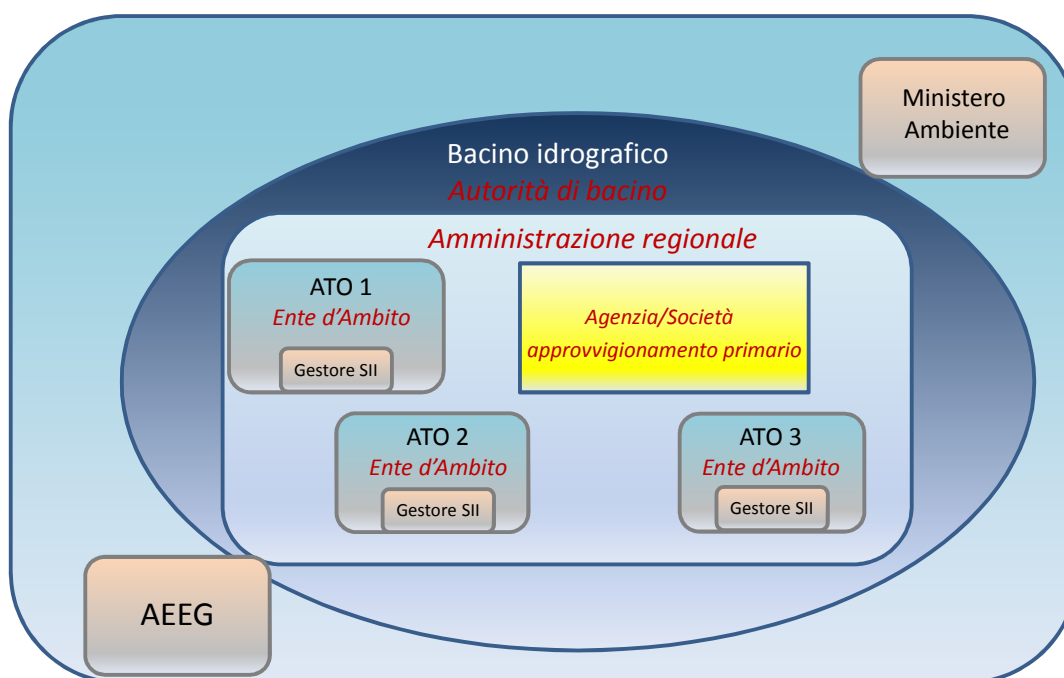 Ministero
Ambiente
Bacino idrografico
Autorità di bacino
Amministrazione regionale
ATO 1
Ente d’Ambito
Gestore SII
Agenzia/Società
approvvigionamento primario
ATO 2
Ente d’Ambito
Gestore SII
ATO 3
Ente d’Ambito
Gestore SII
AEEG